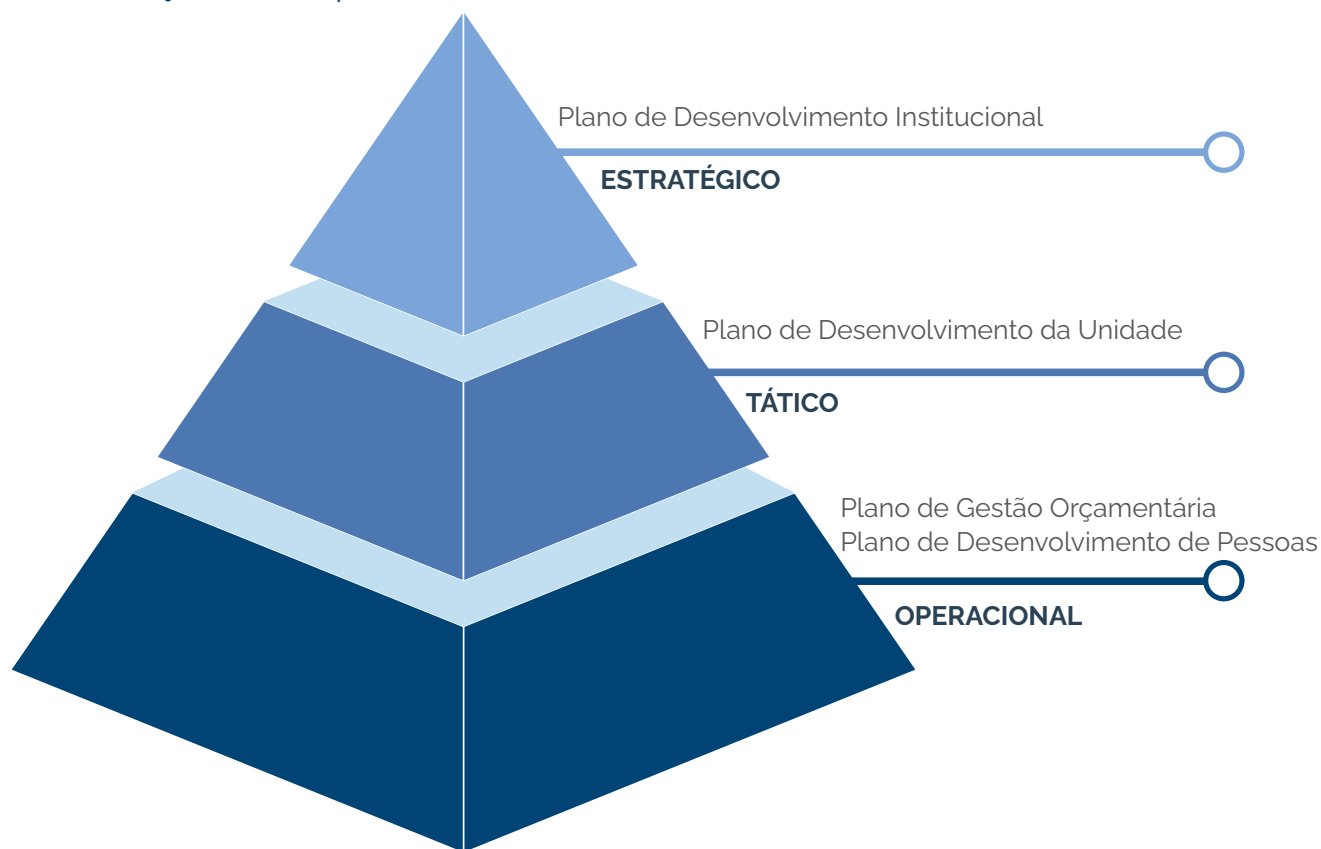 Plano de Desenvolvimento Institucional
ESTRATÉGICO
Plano de Desenvolvimento da Unidade
TÁTICO
Plano de Gestão Orçamentária
Plano de Desenvolvimento de Pessoas
OPERACIONAL